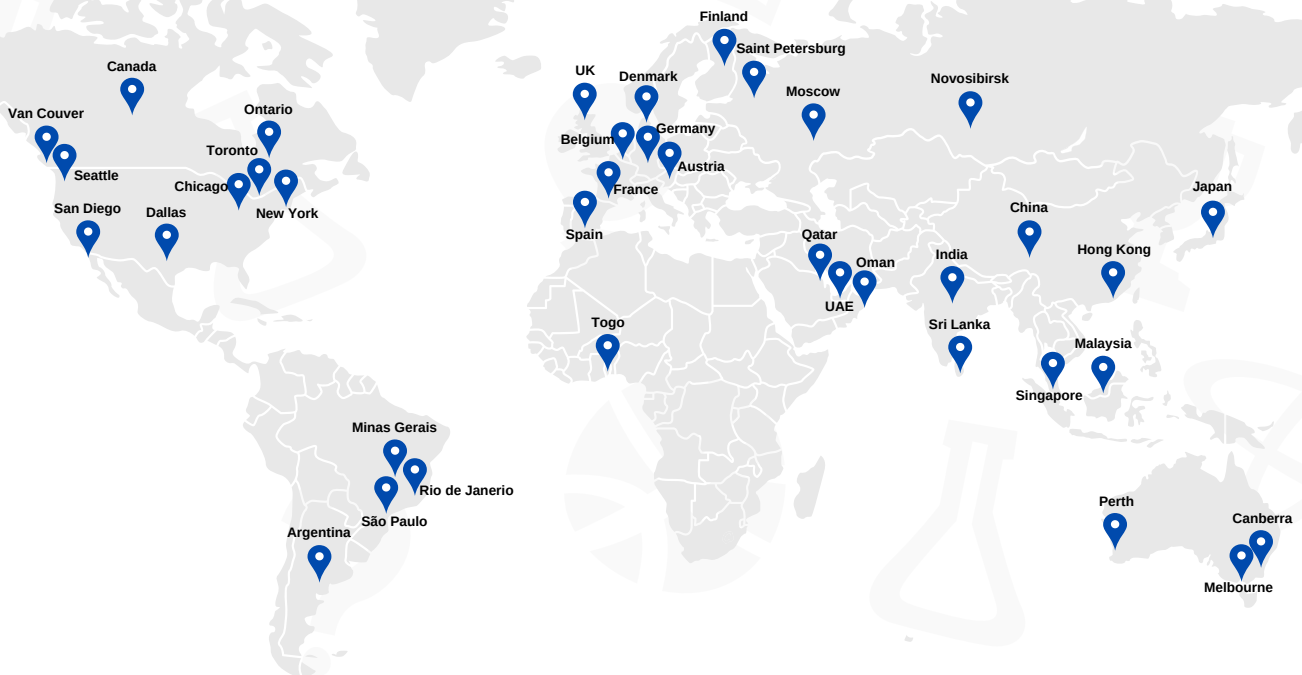 Finland
Saint Petersburg
Canada
UK
Denmark
Novosibirsk
Moscow
Van Couver
Ontario
Germany
Belgium
Toronto
Austria
Seattle
Chicago
France
Japan
San Diego
Dallas
New York
China
Spain
Qatar
Hong Kong
India
Oman
UAE
Togo
Sri Lanka
Malaysia
Singapore
Minas Gerais
Rio de Janerio
Perth
São Paulo
Canberra
Argentina
Melbourne